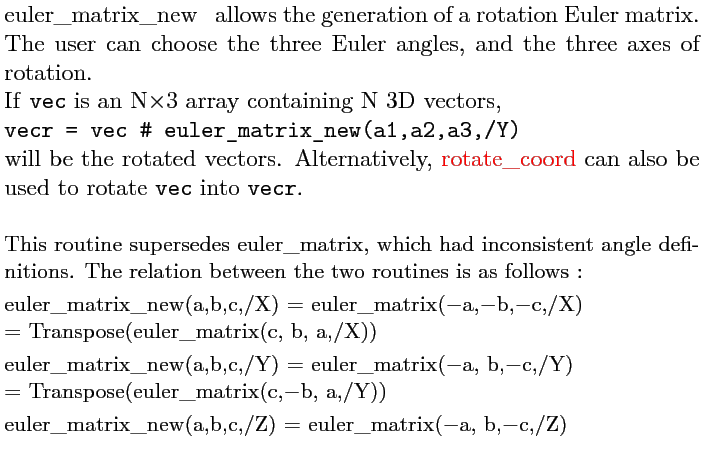 euler_matrix_new allows the generation of a rotation Euler matrix.
The user can choose the three Euler angles, and the three axes of
rotation.
If vec is an N×3 array containing N 3D vectors,
vecr = vec # euler_matrix_new(a1,a2,a3,/Y)
will be the rotated vectors. Alternatively, rotate_coord can also be
used to rotate vec into vecr.
This routine supersedes euler_matrix, which had inconsistent angle defi-
nitions. The relation between the two routines is as follows :
euler_matrix_new(a,b,c,/X) = euler_matrix(−a,−b,−c,/X)
= Transpose(euler_matrix(c, b, a,/X))
euler_matrix_new(a,b,c,/Y) = euler_matrix(−a, b,−c,/Y)
= Transpose(euler_matrix(c,−b, a,/Y))
euler_matrix_new(a,b,c,/Z) = euler_matrix(−a, b,−c,/Z)